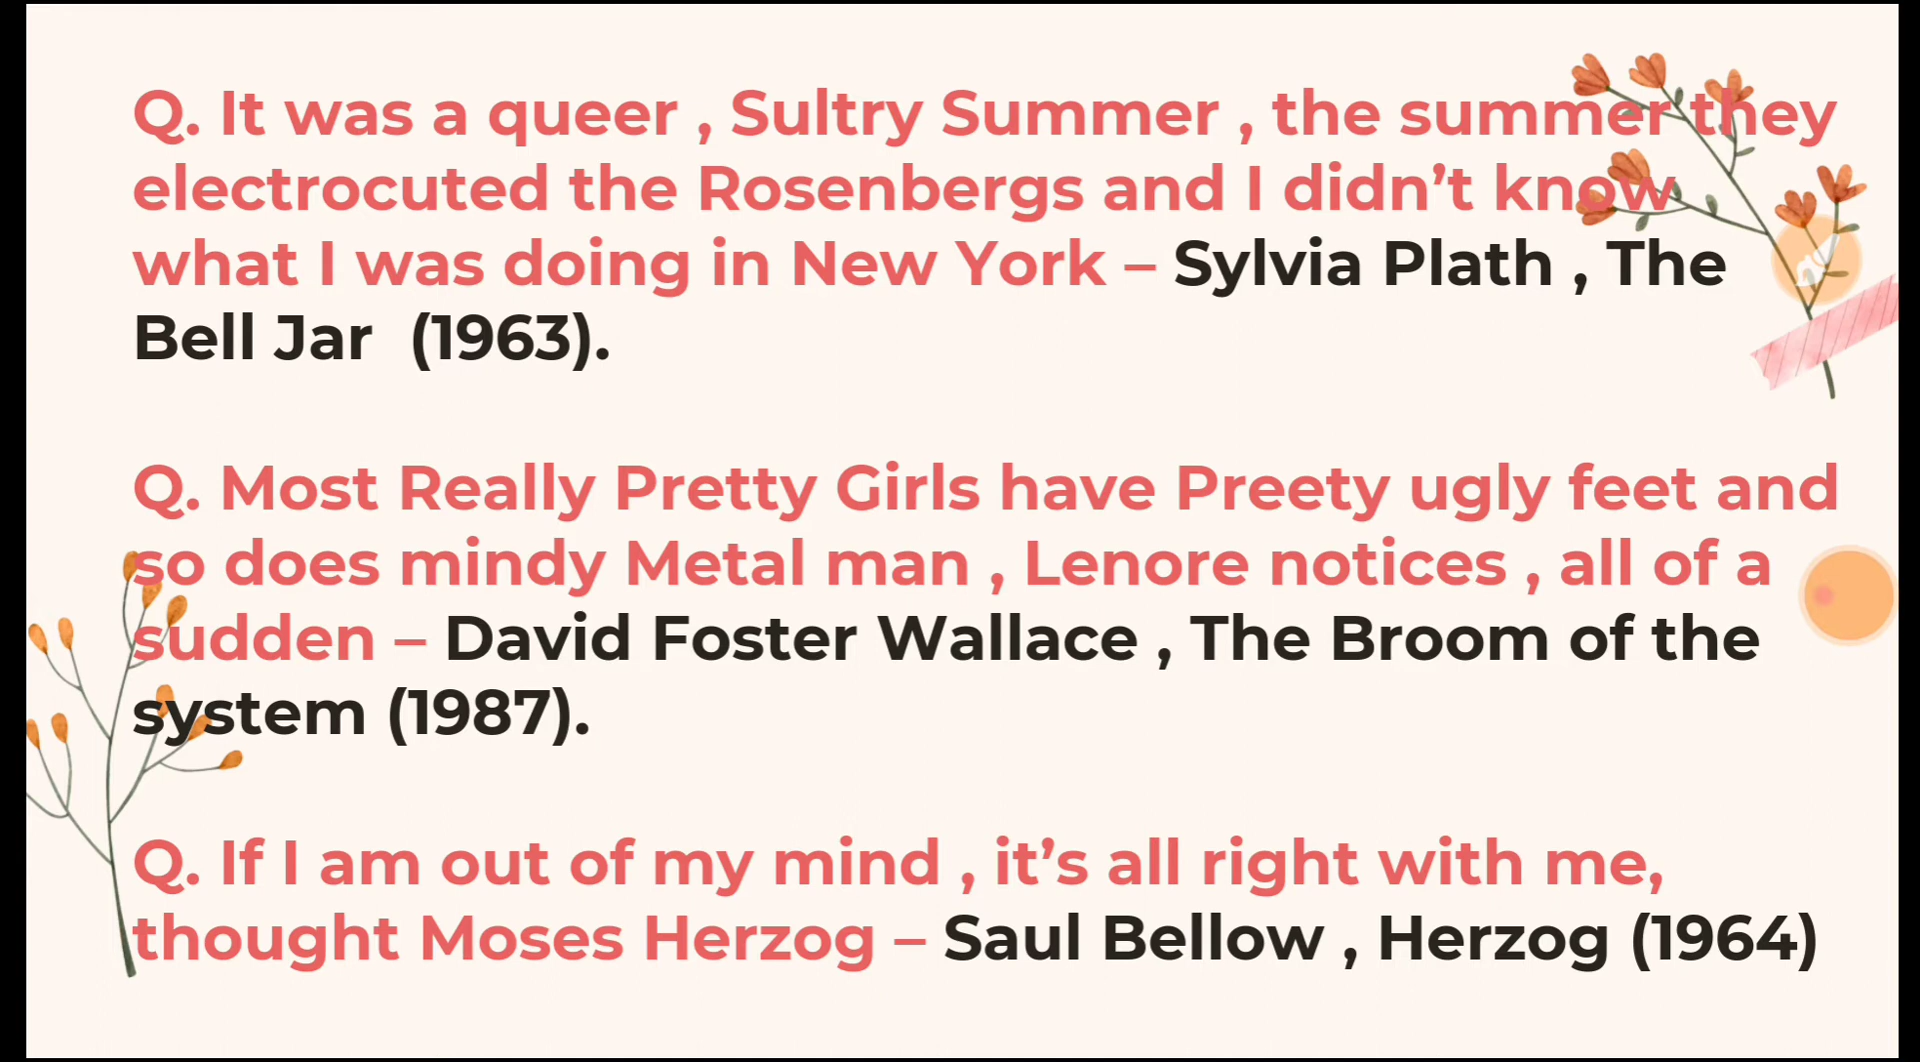 Q. It was a queer , Sultry Summer , the summer they
electrocuted the Rosenbergs and I didn’t know
what I was doing in New York – Sylvia Plath , The
Bell Jar  (1963).
Q. Most Really Pretty Girls have Preety ugly feet and
so does mindy Metal man , Lenore notices , all of a
sudden – David Foster Wallace , The Broom of the
system (1987).
Q. If I am out of my mind , it’s all right with me,
thought Moses Herzog – Saul Bellow , Herzog (1964)